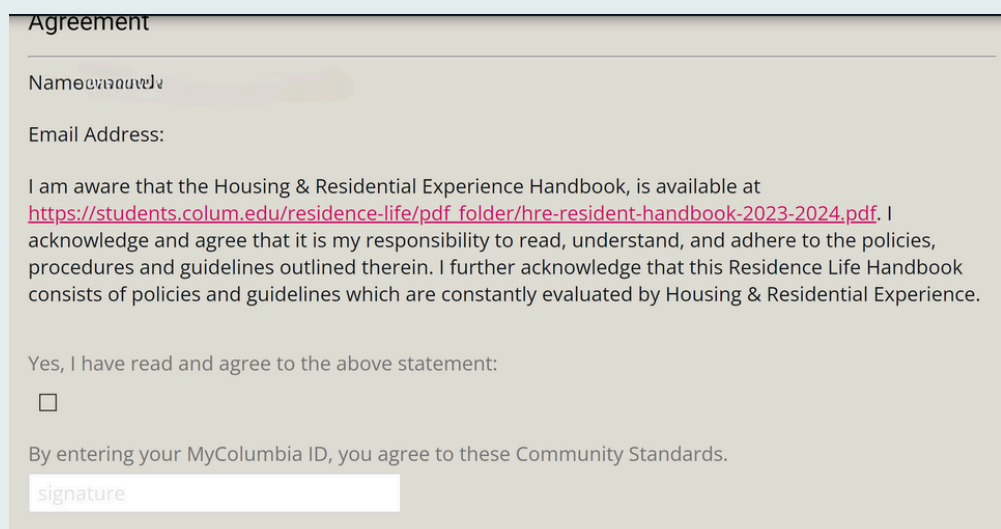 Agreement
Name
Email Address:
I am aware that the Housing & Residential Experience Handbook, is available at
https://students.colum.edu/residence-life/pdf_folder/hre-resident-handbook-2023-2024.pdf. I
acknowledge and agree that it is my responsibility to read, understand, and adhere to the policies,
procedures and guidelines outlined therein. I further acknowledge that this Residence Life Handbook
consists of policies and guidelines which are constantly evaluated by Housing & Residential Experience.
Yes, I have read and agree to the above statement:
By entering your MyColumbia ID, you agree to these Community Standards.
signature